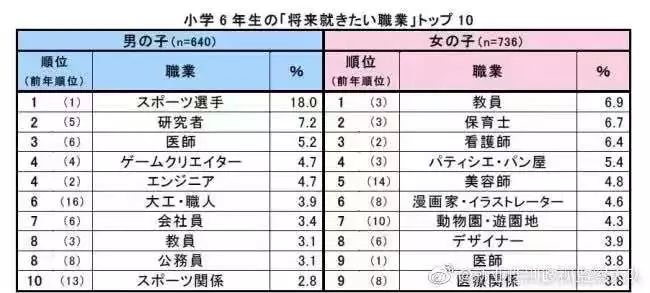 小学6年生の「将来就きたい職業」トップ10
男の子(n=640) 女の子(n=736)
順位(前年順位) 職業 % 順位(前年順位) 職業 %
1 (1) スポーツ選手 18.0 1 (3) 教員 6.9
2 (5) 研究者 7.2 2 (3) 保育士 6.7
3 (6) 医師 5.2 3 (2) 看護師 6.4
4 (4) ゲームクリエイター 4.7 4 (3) パティシエ・パン屋 5.4
4 (2) エンジニア 4.7 5 (14) 美容師 4.8
6 (16) 大工・職人 3.9 6 (8) 漫画家・イラストレーター 4.6
7 (6) 会社員 3.4 7 (10) 動物園・遊園地 4.3
8 (3) 教員 3.1 8 (6) デザイナー 3.9
8 (8) 公務員 3.1 9 (1) 医師 3.8
10 (13) スポーツ関係 2.8 9 (8) 医療関係 3.8